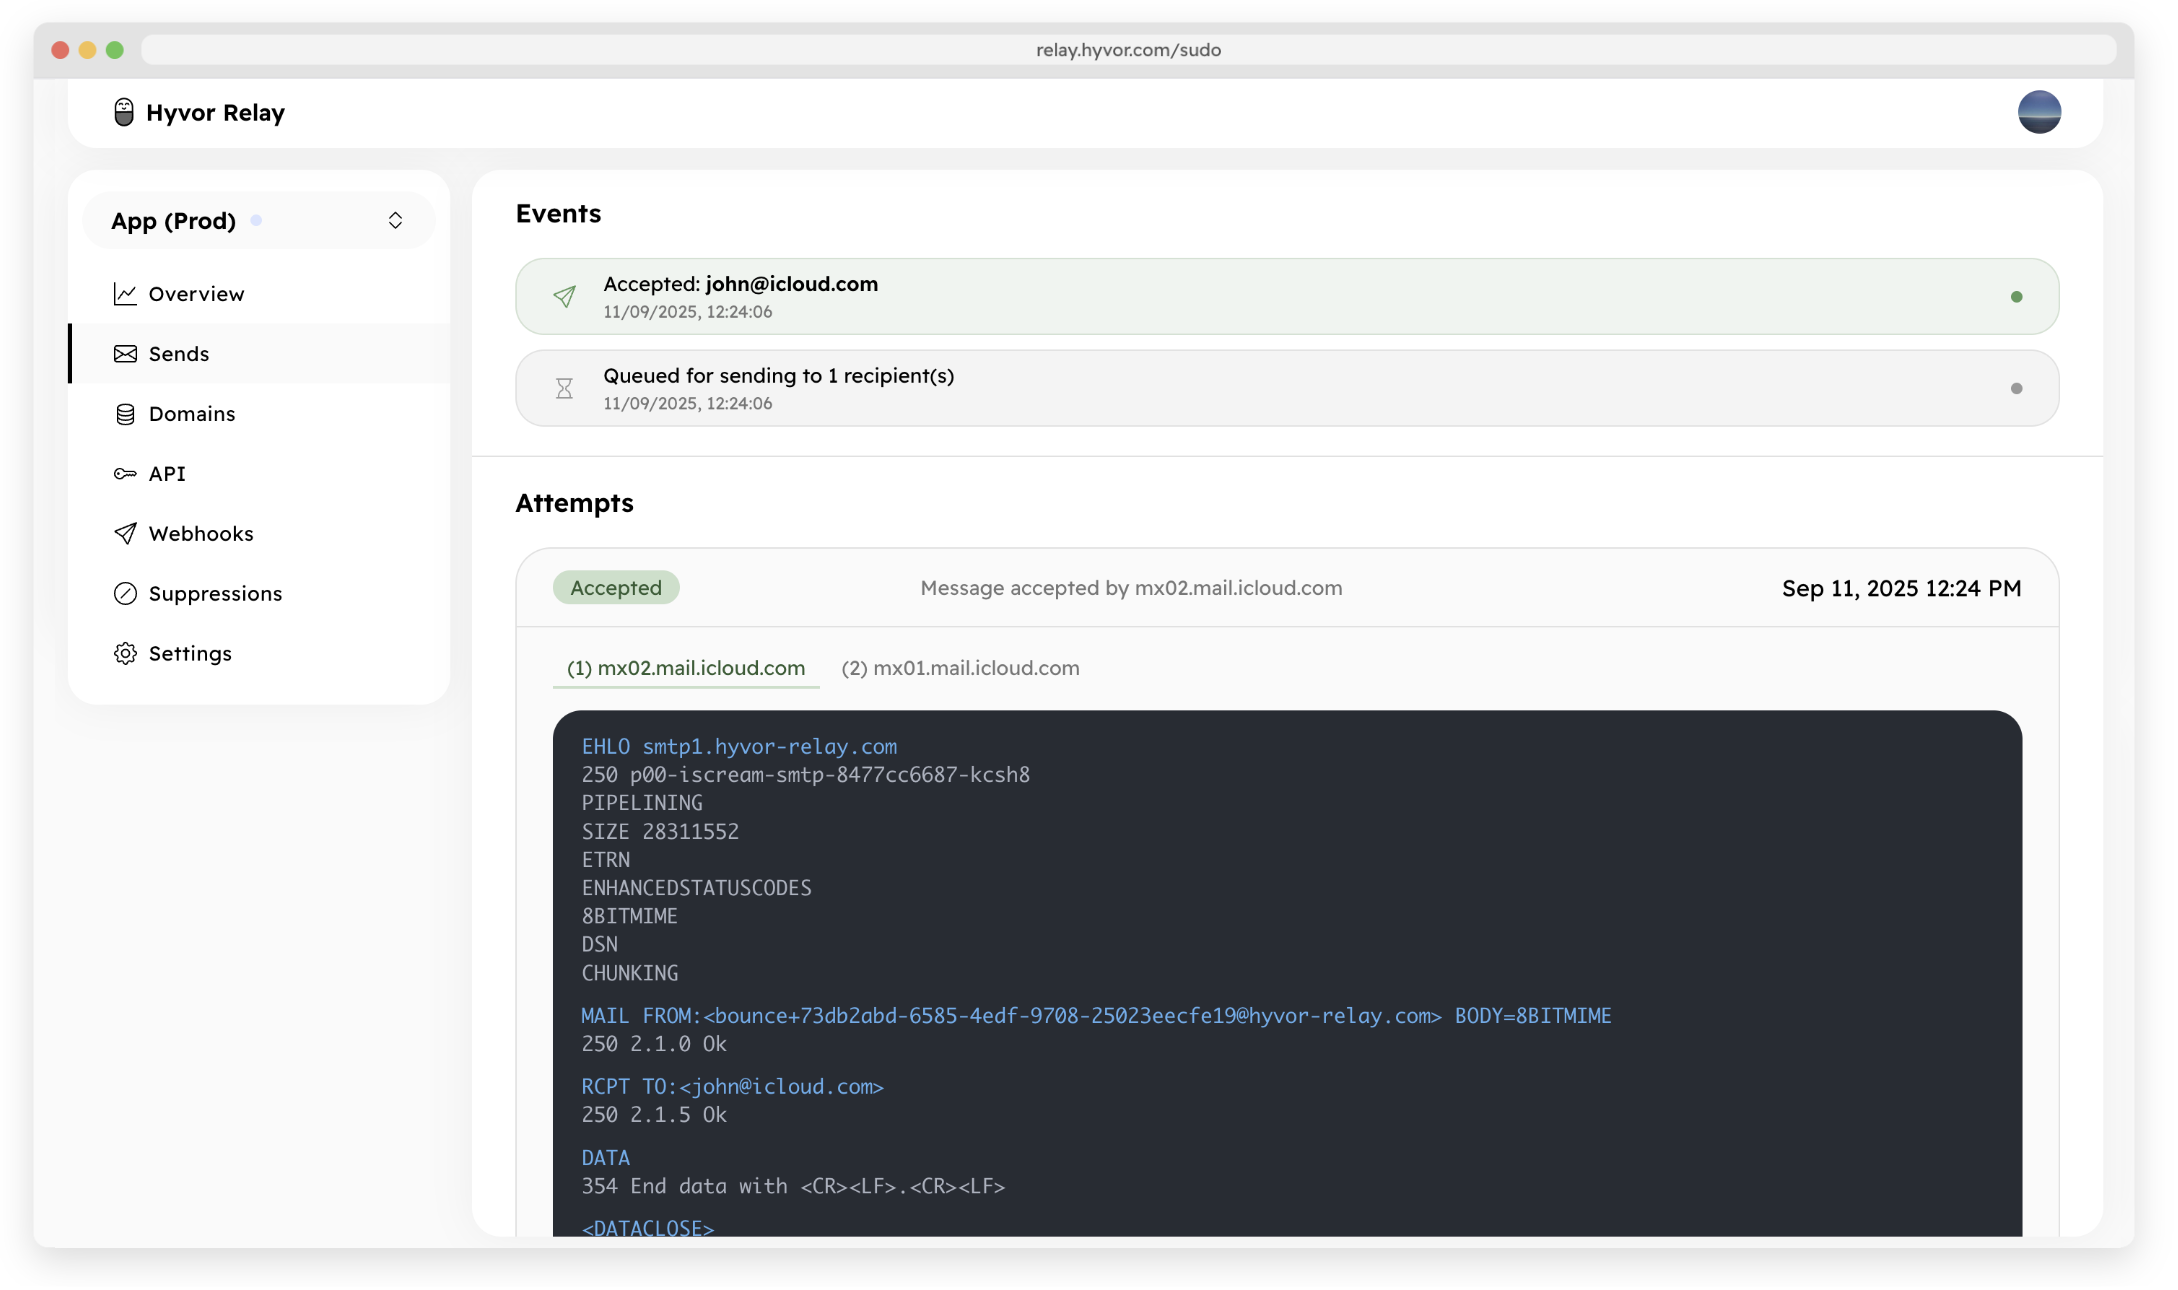 relay.hyvor.com/sudo
Hyvor Relay
App (Prod)
Overview
Sends
Domains
API
Webhooks
Suppressions
Settings
Events
Accepted: john@icloud.com
11/09/2025, 12:24:06
Queued for sending to 1 recipient(s)
11/09/2025, 12:24:06
Attempts
Accepted
Message accepted by mx02.mail.icloud.com
Sep 11, 2025 12:24 PM
(1) mx02.mail.icloud.com
(2) mx01.mail.icloud.com
EHLO smtp1.hyvor-relay.com
250 p00-iscream-smtp-8477cc6687-kcsh8
PIPELINING
SIZE 28311552
ETRN
ENHANCEDSTATUSCODES
8BITMIME
DSN
CHUNKING
MAIL FROM:<bounce+73db2abd-6585-4edf-9708-25023eecfe19@hyvor-relay.com> BODY=8BITMIME
250 2.1.0 Ok
RCPT TO:<john@icloud.com>
250 2.1.5 Ok
DATA
354 End data with <CR><LF>.<CR><LF>
<DATACLOSE>